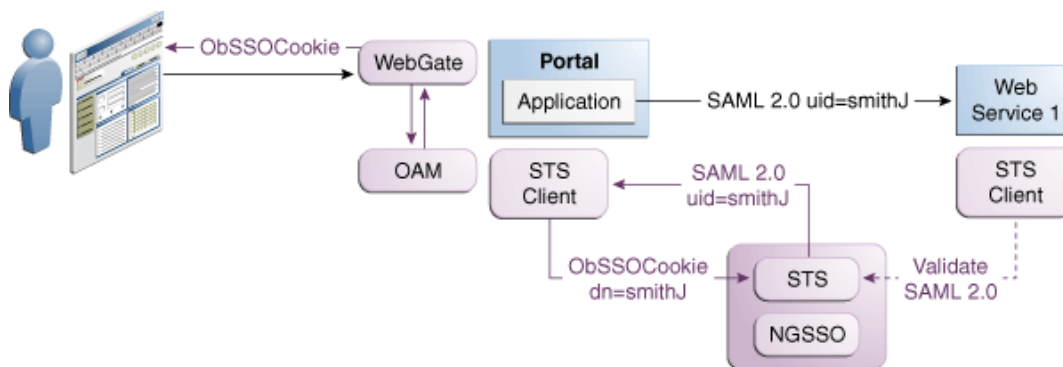 ObSSOCookie
WebGate
OAM
Portal
Application
SAML 2.0 uid=smithJ
Web
Service 1
STS
Client
SAML 2.0
uid=smithJ
STS
Client
ObSSOCookie
dn=smithJ
STS
NGSSO
Validate
SAML 2.0